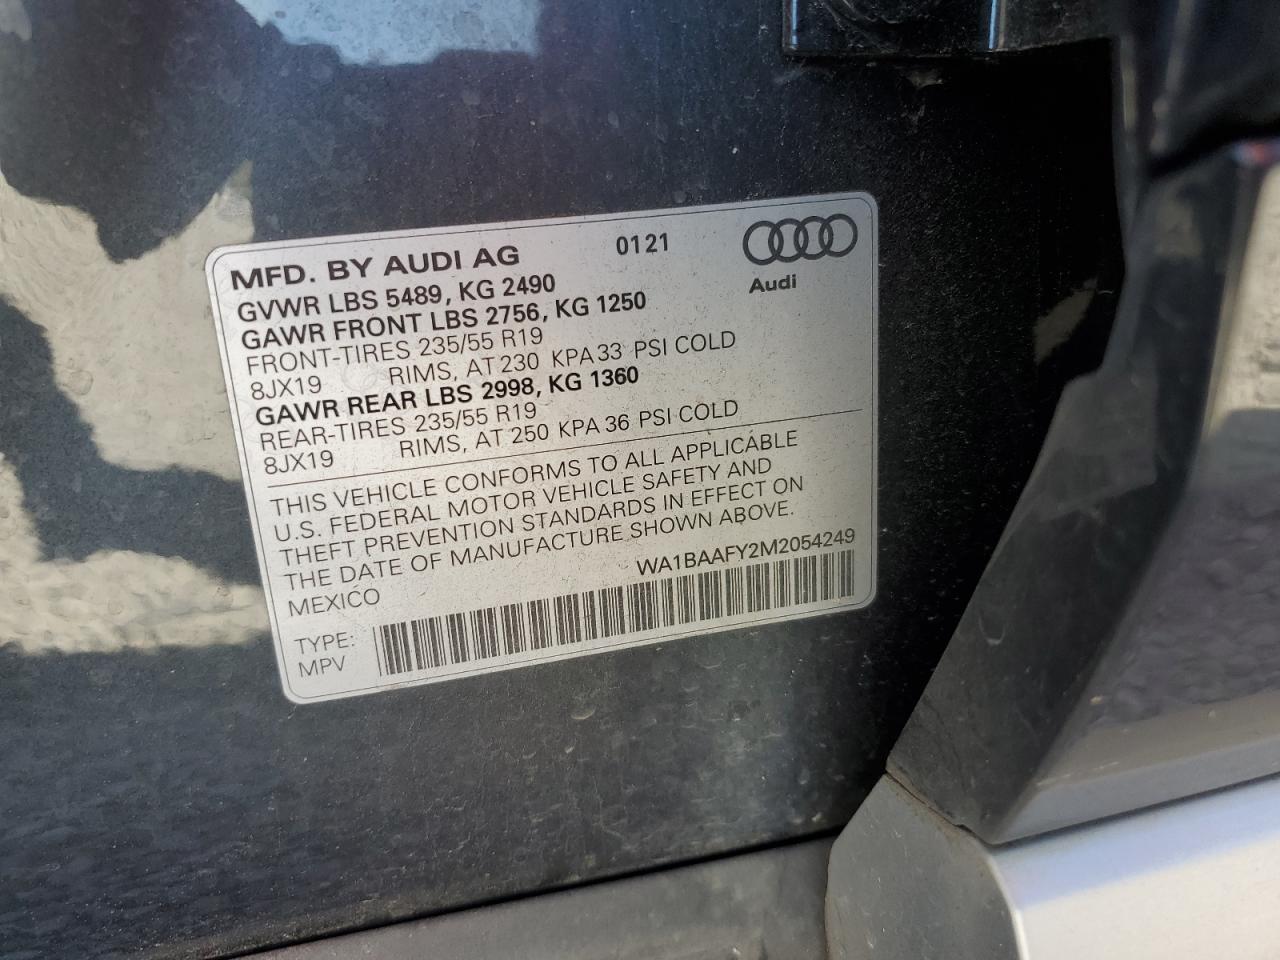 MFD. BY AUDI AG 0121
Audi
GVWR LBS 5489, KG 2490
GAWR FRONT LBS 2756, KG 1250
FRONT-TIRES 235/55 R19
8JX19 RIMS, AT 230 KPA 33 PSI COLD
GAWR REAR LBS 2998, KG 1360
REAR-TIRES 235/55 R19
8JX19 RIMS, AT 250 KPA 36 PSI COLD
THIS VEHICLE CONFORMS TO ALL APPLICABLE
U.S. FEDERAL MOTOR VEHICLE SAFETY AND
THEFT PREVENTION STANDARDS IN EFFECT ON
THE DATE OF MANUFACTURE SHOWN ABOVE.
MEXICO WA1BAAFY2M2054249
TYPE:
MPV